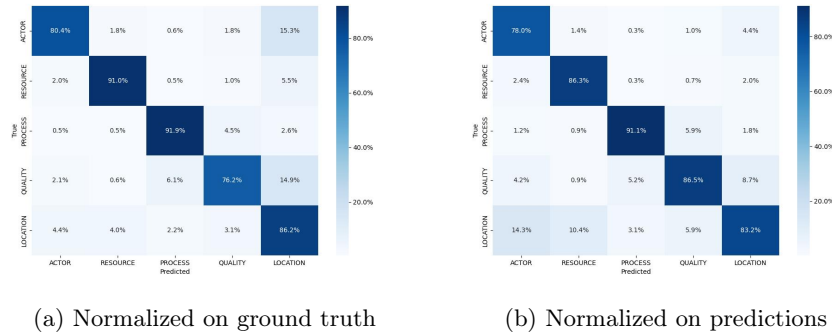 ACTOR 80.4% 1.8% 0.6% 1.8% 15.3%
RESOURCE 2.0% 91.0% 0.5% 1.0% 5.5%
PROCESS 0.5% 0.5% 91.9% 4.5% 2.6%
QUALITY 2.1% 0.6% 6.1% 76.2% 14.9%
LOCATION 4.4% 4.0% 2.2% 3.1% 86.2%
True
ACTOR RESOURCE PROCESS QUALITY LOCATION
Predicted
80.0%
60.0%
40.0%
20.0%
(a) Normalized on ground truth
ACTOR 78.0% 1.4% 0.3% 1.0% 4.4%
RESOURCE 2.4% 86.3% 0.3% 0.7% 2.0%
PROCESS 1.2% 0.9% 91.1% 5.9% 1.8%
QUALITY 4.2% 0.9% 5.2% 86.5% 8.7%
LOCATION 14.3% 10.4% 3.1% 5.9% 83.2%
True
ACTOR RESOURCE PROCESS QUALITY LOCATION
Predicted
80.0%
60.0%
40.0%
20.0%
(b) Normalized on predictions